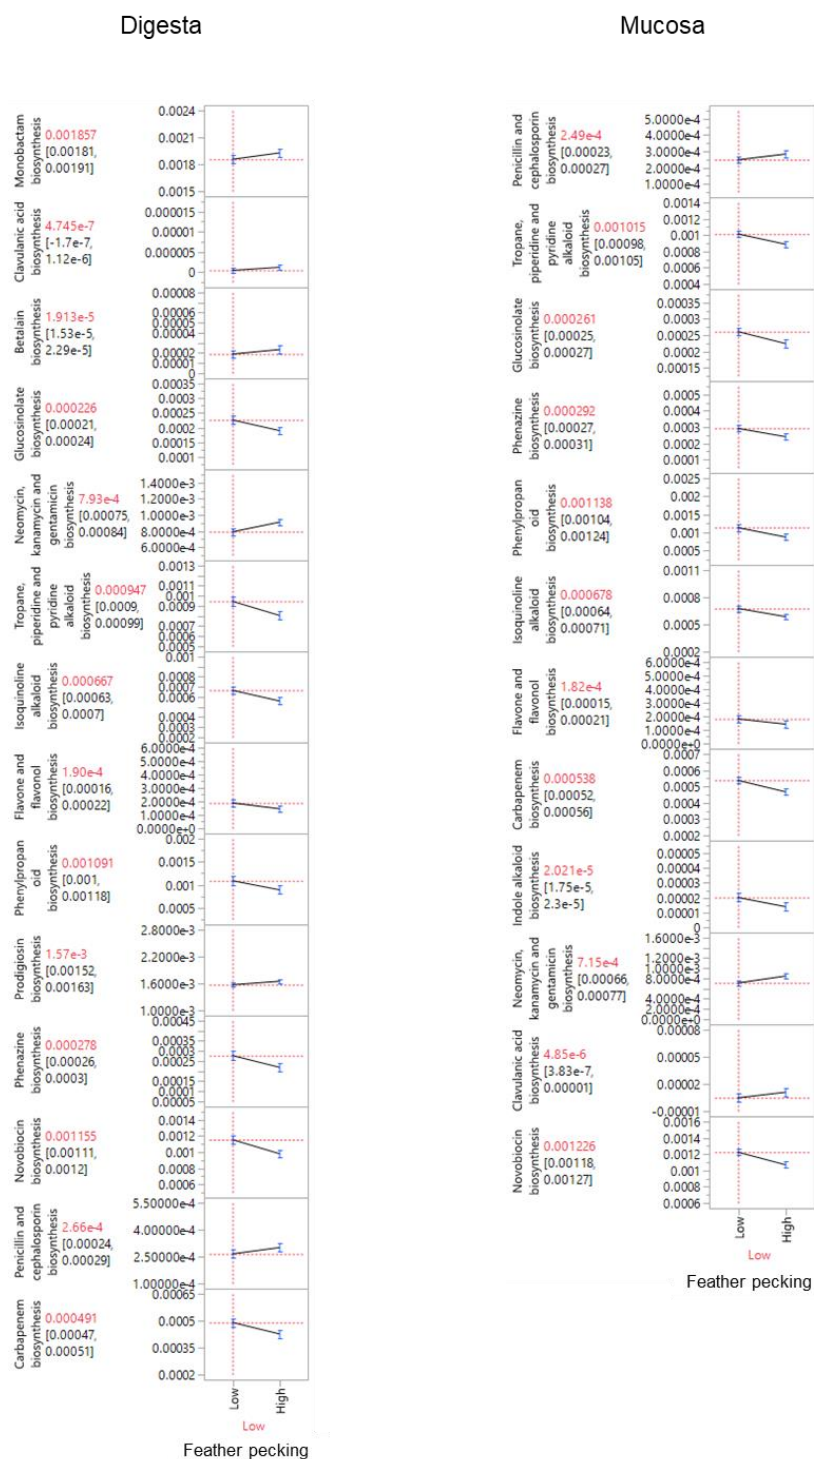 Digesta
Monobactam
biosynthesis
0.001857
[0.00181,
0.00191]
0.0024
0.0021
0.0018
0.0015
Clavulanic acid
biosynthesis
4.745e-7
[-1.7e-7,
1.12e-6]
0.000015
0.000005
0
Betalain
biosynthesis
1.913e-5
[1.53e-5,
2.29e-5]
0.00008
0.00006
0.00005
0.00004
0.00002
0.00001
0
Glucosinolate
biosynthesis
0.000226
[0.00021,
0.00024]
0.00035
0.0003
0.00025
0.00015
0.0001
Neomycin,
kanamycin and
gentamicin
biosynthesis
7.93e-4
[0.00075,
0.00084]
1.4000e-3
1.2000e-3
1.0000e-3
8.0000e-4
6.0000e-4
Tropane,
piperidine and
pyridine
alkaloid
biosynthesis
0.000947
[0.0009,
0.00099]
0.0013
0.0011
0.001
0.0009
0.0007
0.0006
0.0005
Isoquinoline
alkaloid
biosynthesis
0.000667
[0.00063,
0.0007]
0.001
0.0008
0.0007
0.0006
0.0004
0.0003
0.0002
Flavone and
flavonol
biosynthesis
1.90e-4
[0.00016,
0.00022]
6.0000e-4
5.0000e-4
4.0000e-4
3.0000e-4
2.0000e-4
1.0000e-4
0.0000e+0
Phenylpropan
oid
biosynthesis
0.001091
[0.001,
0.00118]
0.002
0.0015
0.001
0.0005
Prodigiosin
biosynthesis
1.57e-3
[0.00152,
0.00163]
2.8000e-3
2.2000e-3
1.6000e-3
1.0000e-3
Phenazine
biosynthesis
0.000278
[0.00026,
0.0003]
0.00045
0.00035
0.0003
0.00025
0.00015
0.0001
0.00005
Novobiocin
biosynthesis
0.001155
[0.00111,
0.0012]
0.0014
0.0012
0.001
0.0008
0.0006
Penicillin and
cephalosporin
biosynthesis
2.66e-4
[0.00024,
0.00029]
5.50000e-4
4.00000e-4
2.50000e-4
1.00000e-4
Carbapenem
biosynthesis
0.000491
[0.00047,
0.00051]
0.00065
0.0005
0.00035
0.0002
Low
High
Low
Feather pecking
Mucosa
Penicillin and
cephalosporin
biosynthesis
2.49e-4
[0.00023,
0.00027]
5.0000e-4
4.0000e-4
3.0000e-4
2.0000e-4
1.0000e-4
Tropane,
piperidine and
pyridine
alkaloid
biosynthesis
0.001015
[0.00098,
0.00105]
0.0014
0.0012
0.001
0.0008
0.0006
0.0004
Glucosinolate
biosynthesis
0.000261
[0.00025,
0.00027]
0.00035
0.0003
0.00025
0.0002
0.00015
Phenazine
biosynthesis
0.000292
[0.00027,
0.00031]
0.0005
0.0004
0.0003
0.0002
0.0001
Phenylpropan
oid
biosynthesis
0.001138
[0.00104,
0.00124]
0.0025
0.002
0.0015
0.001
0.0005
Isoquinoline
alkaloid
biosynthesis
0.000678
[0.00064,
0.00071]
0.0011
0.0008
0.0005
0.0002
Flavone and
flavonol
biosynthesis
1.82e-4
[0.00015,
0.00021]
6.0000e-4
5.0000e-4
4.0000e-4
3.0000e-4
2.0000e-4
1.0000e-4
0.0000e+0
Carbapenem
biosynthesis
0.000538
[0.00052,
0.00056]
0.0007
0.0006
0.0005
0.0004
0.0003
0.0002
Indole alkaloid
biosynthesis
2.021e-5
[1.75e-5,
2.3e-5]
0.00005
0.00004
0.00003
0.00002
0.00001
0
Neomycin,
kanamycin and
gentamicin
biosynthesis
7.15e-4
[0.00066,
0.00077]
1.6000e-3
1.2000e-3
1.0000e-3
8.0000e-4
4.0000e-4
2.0000e-4
0.0000e+0
Clavulanic acid
biosynthesis
4.85e-6
[3.83e-7,
0.00001]
0.00008
0.00005
0.00002
-0.00001
Novobiocin
biosynthesis
0.001226
[0.00118,
0.00127]
0.0016
0.0014
0.0012
0.001
0.0008
0.0006
Low
High
Low
Feather pecking